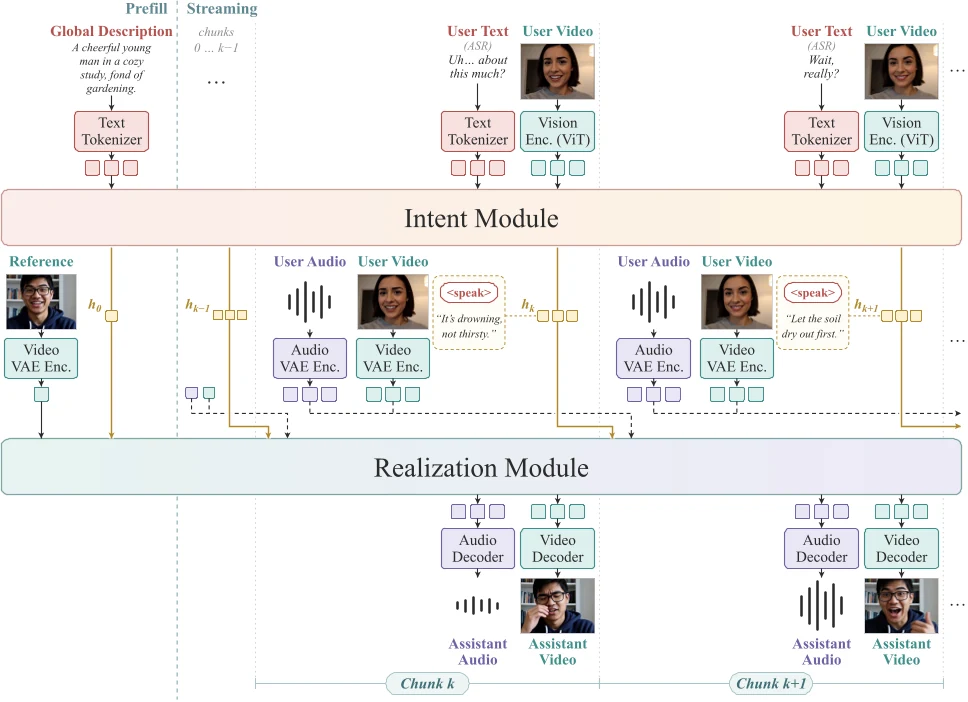 Prefill
Streaming
Global Description
A cheerful young
man in a cozy
study, fond of
gardening.
chunks
0 … k−1
…
User Text
(ASR)
Uh… about
this much?
User Video
User Text
(ASR)
Wait,
really?
User Video
…
Text
Tokenizer
Text
Tokenizer
Vision
Enc. (ViT)
Text
Tokenizer
Vision
Enc. (ViT)
Intent Module
Reference
h0
hk−1
User Audio
User Video
<speak>
“It’s drowning,
not thirsty.”
hk
User Audio
User Video
<speak>
“Let the soil
dry out first.”
hk+1
…
Video
VAE Enc.
Audio
VAE Enc.
Video
VAE Enc.
Audio
VAE Enc.
Video
VAE Enc.
Realization Module
Audio
Decoder
Video
Decoder
Audio
Decoder
Video
Decoder
…
Assistant
Audio
Assistant
Video
Assistant
Audio
Assistant
Video
Chunk k
Chunk k+1